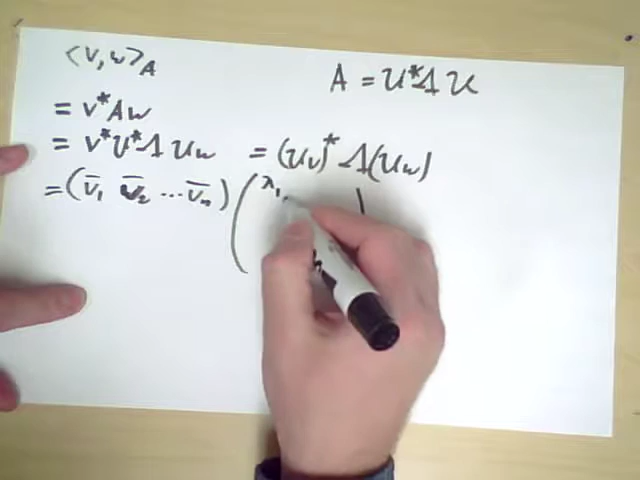 ⟨v, w⟩_A
A = U*ΛU
= v*Aw
= v*U*ΛUw = (Uv)*Λ(Uw)
= (v̄₁ v̄₂ ... v̄ₙ) (λ₁